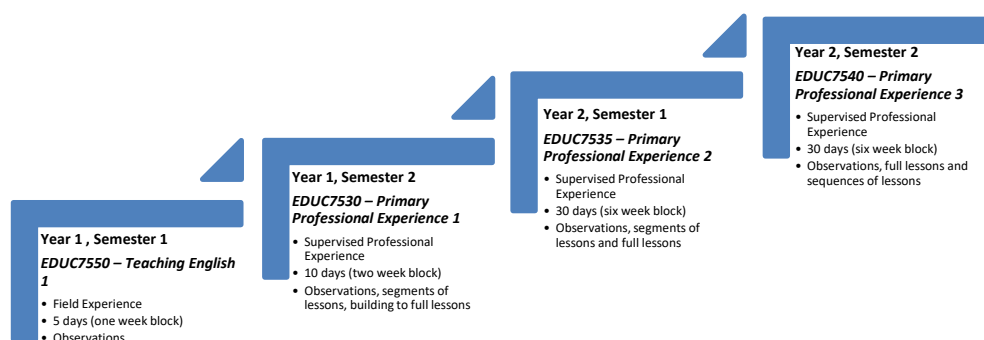 Year 1 , Semester 1
EDUC7550 – Teaching English
1
• Field Experience
• 5 days (one week block)
• Observations
Year 1, Semester 2
EDUC7530 – Primary
Professional Experience 1
• Supervised Professional
Experience
• 10 days (two week block)
• Observations, segments of
lessons, building to full lessons
Year 2, Semester 1
EDUC7535 – Primary
Professional Experience 2
• Supervised Professional
Experience
• 30 days (six week block)
• Observations, segments of
lessons and full lessons
Year 2, Semester 2
EDUC7540 – Primary
Professional Experience 3
• Supervised Professional
Experience
• 30 days (six week block)
• Observations, full lessons and
sequences of lessons